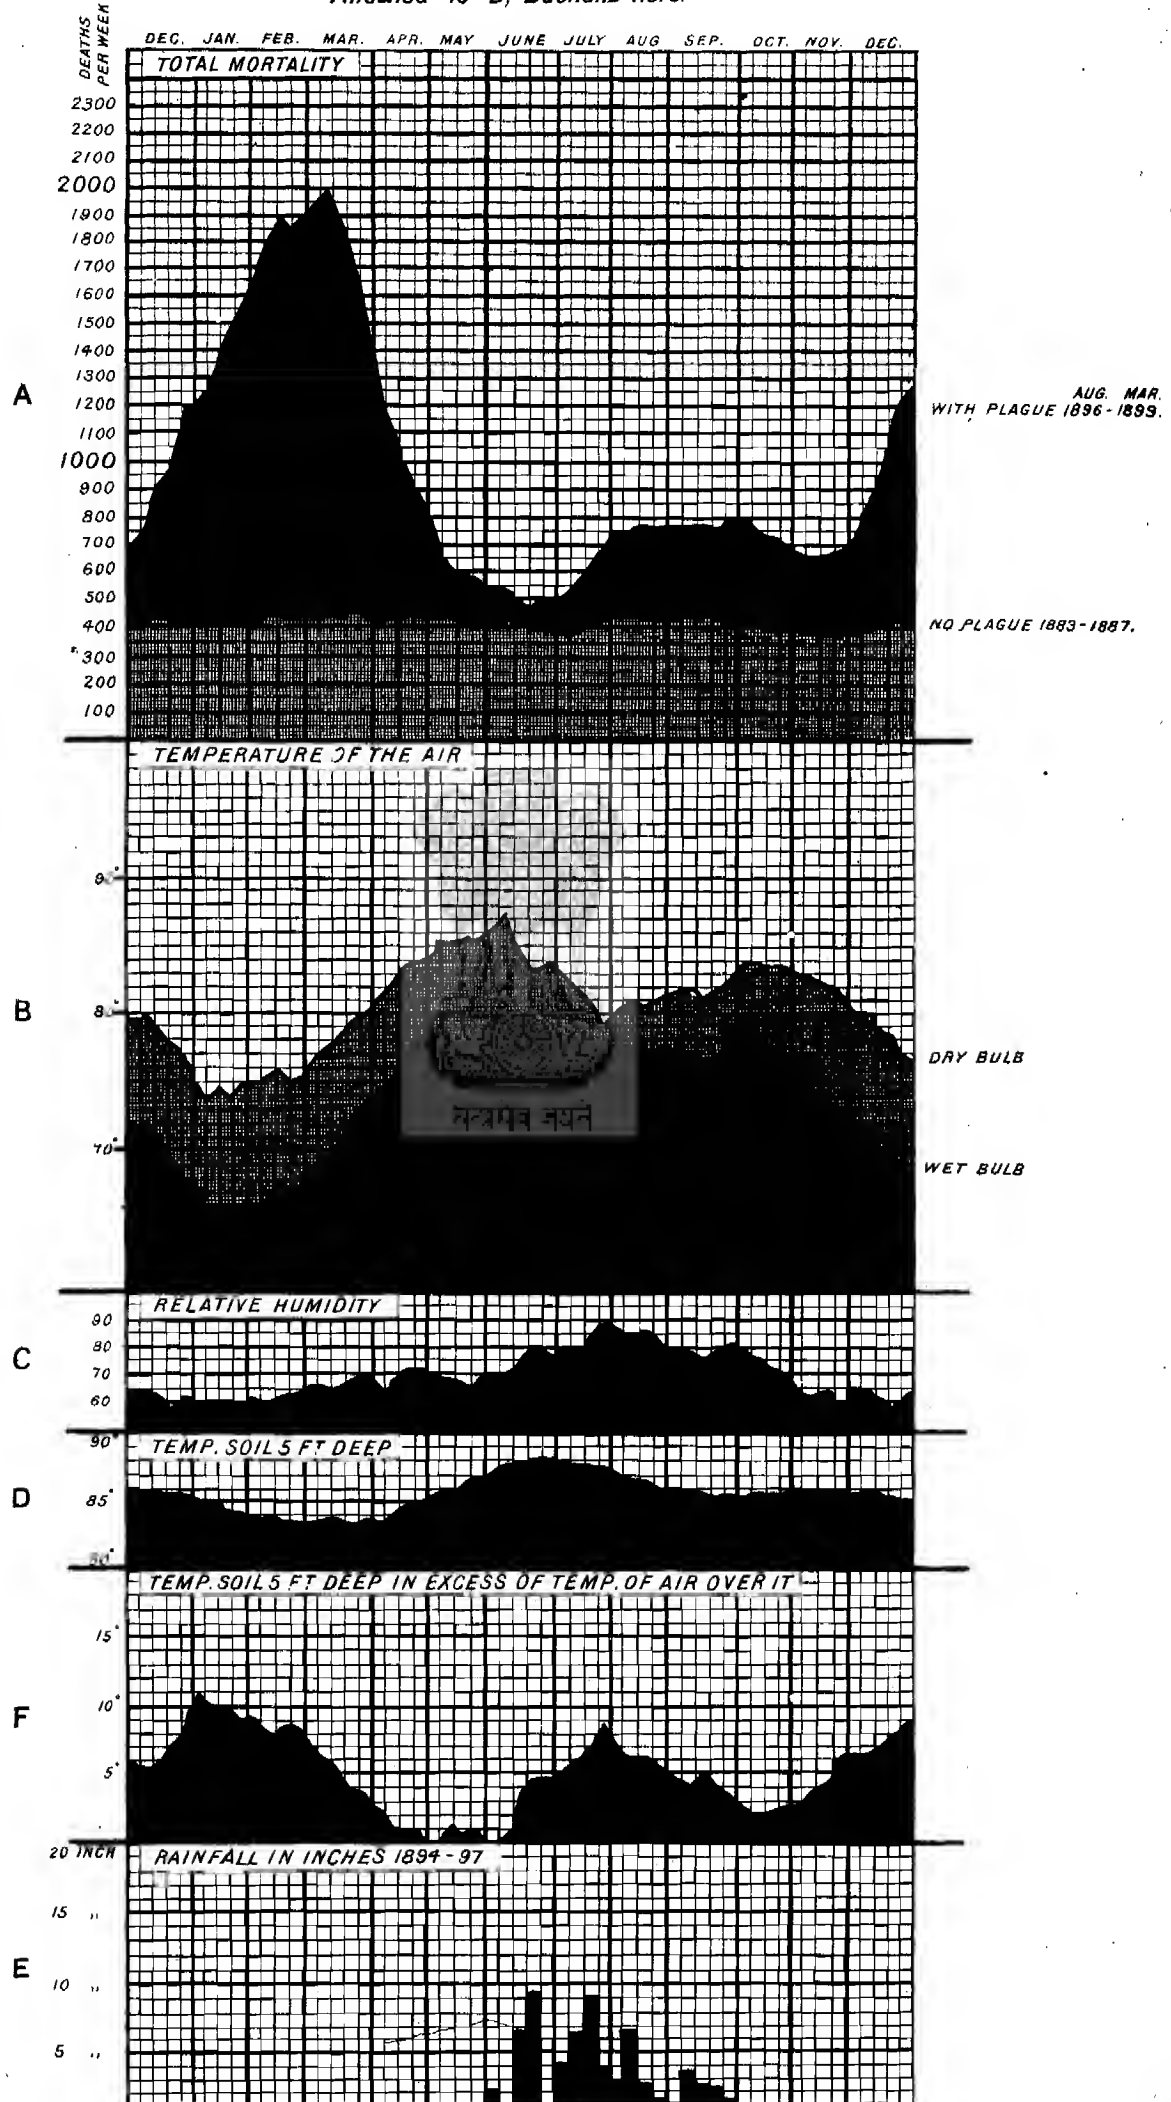 DEATHS
PER WEEK
DEC. JAN. FEB. MAR. APR. MAY JUNE JULY AUG SEP. OCT. NOV. DEC.
TOTAL MORTALITY
2300
2200
2100
2000
1900
1800
1700
1600
1500
1400
1300
A
1200
1100
1000
900
800
700
600
500
400
300
200
100
AUG. MAR.
WITH PLAGUE 1896-1899.
NO PLAGUE 1883-1887.
TEMPERATURE OF THE AIR
90°
B
80°
70°
DRY BULB
WET BULB
RELATIVE HUMIDITY
90
80
C
70
60
90°
TEMP. SOIL 5 FT DEEP
D
85°
80°
TEMP. SOIL 5 FT DEEP IN EXCESS OF TEMP. OF AIR OVER IT
15°
F
10°
5°
20 INCH
RAINFALL IN INCHES 1894-97
15 "
E
10 "
5 "